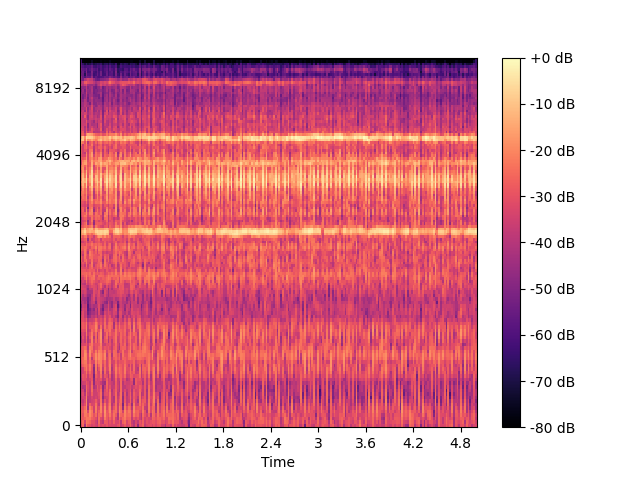 8192
4096
2048
1024
512
0
Hz
0 0.6 1.2 1.8 2.4 3 3.6 4.2 4.8
Time
+0 dB
-10 dB
-20 dB
-30 dB
-40 dB
-50 dB
-60 dB
-70 dB
-80 dB